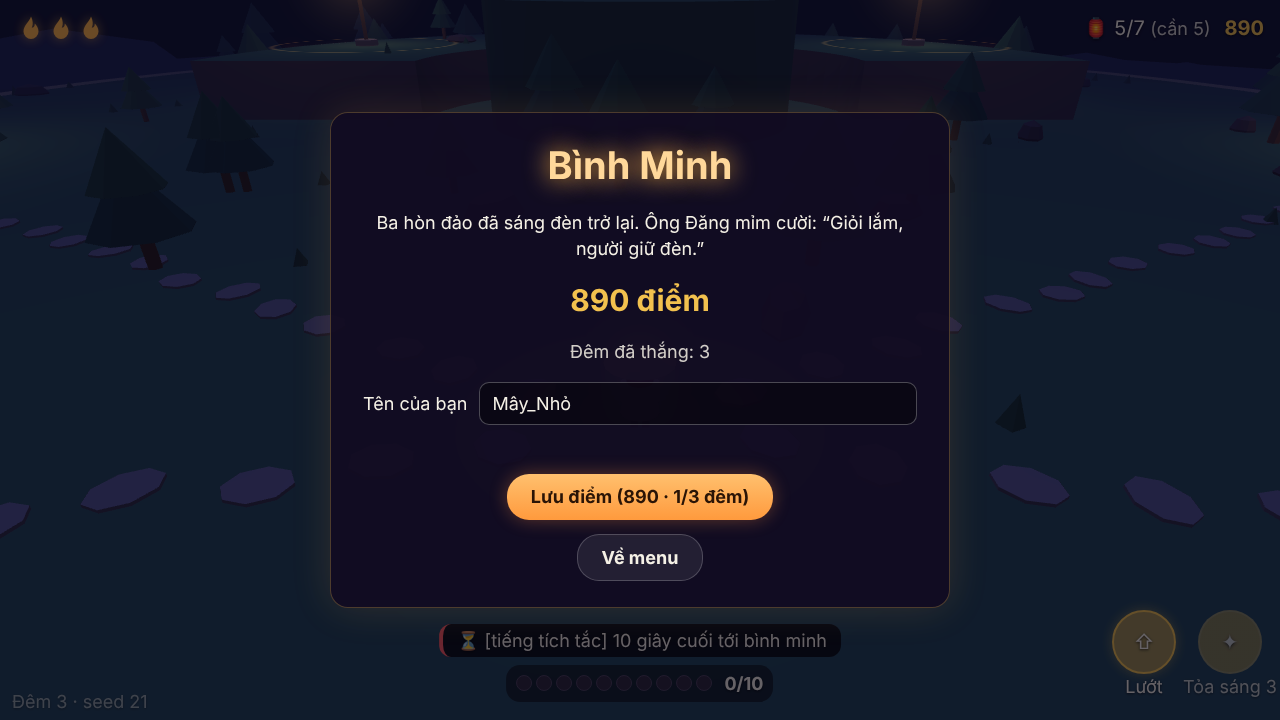 5/7 (cần 5) 890
Bình Minh
Ba hòn đảo đã sáng đèn trở lại. Ông Đăng mỉm cười: “Giỏi lắm,
người giữ đèn.”
890 điểm
Đêm đã thắng: 3
Tên của bạn Mây_Nhỏ
Lưu điểm (890 · 1/3 đêm)
Về menu
[tiếng tích tắc] 10 giây cuối tới bình minh
0/10
Lướt Tỏa sáng 3
Đêm 3 · seed 21